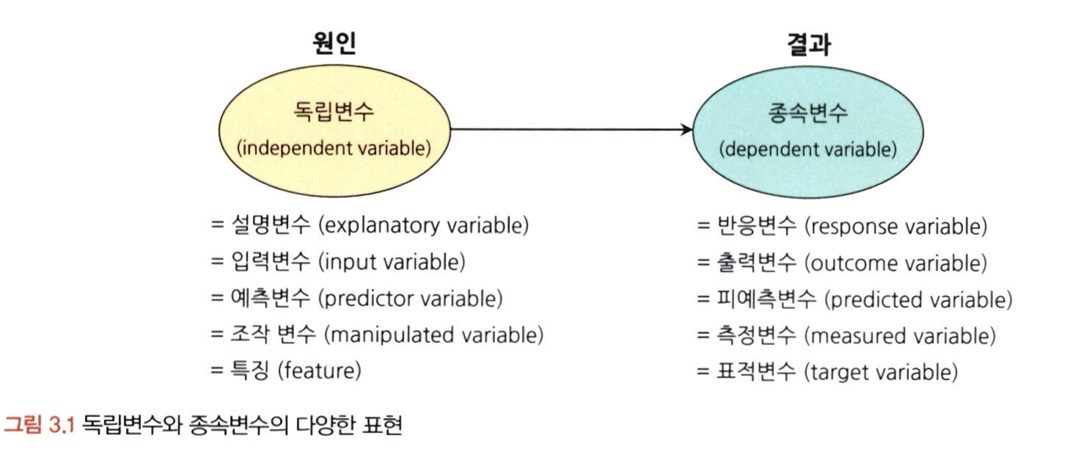 원인
결과
독립변수
(independent variable)
종속변수
(dependent variable)
= 설명변수 (explanatory variable)
= 입력변수 (input variable)
= 예측변수 (predictor variable)
= 조작 변수 (manipulated variable)
= 특징 (feature)
= 반응변수 (response variable)
= 출력변수 (outcome variable)
= 피예측변수 (predicted variable)
= 측정변수 (measured variable)
= 표적변수 (target variable)
그림 3.1 독립변수와 종속변수의 다양한 표현